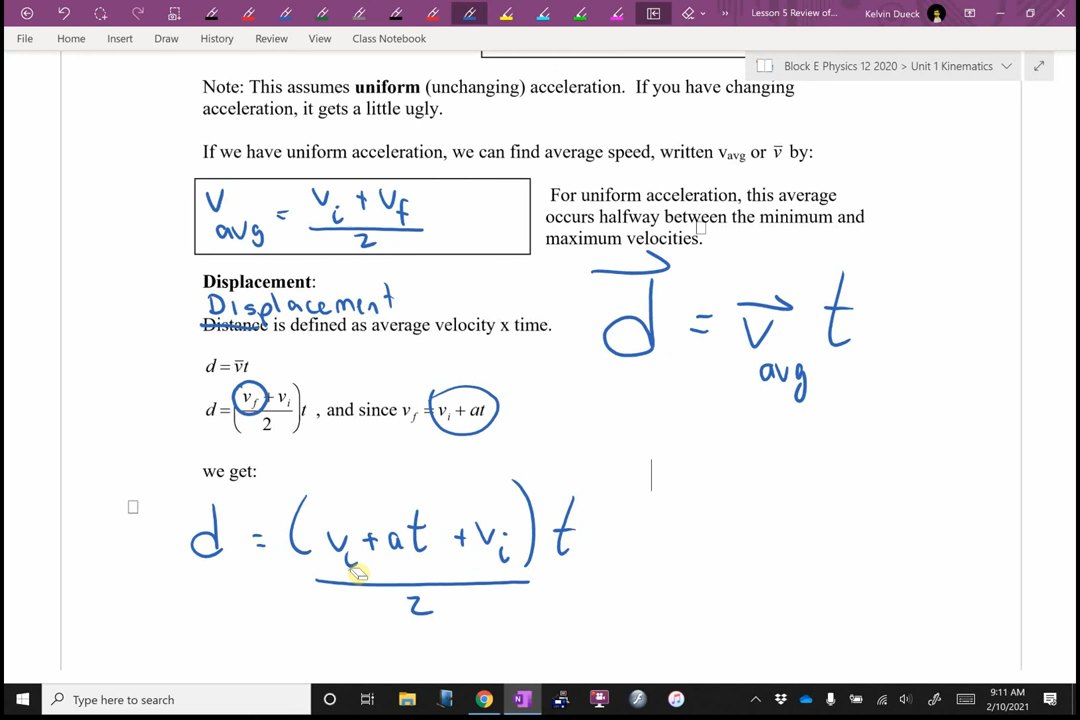 Lesson 5 Review of...
Kelvin Dueck
File Home Insert Draw History Review View Class Notebook
Block E Physics 12 2020 > Unit 1 Kinematics
Note: This assumes uniform (unchanging) acceleration. If you have changing
acceleration, it gets a little ugly.
If we have uniform acceleration, we can find average speed, written vavg or v̄ by:
v avg = (vi + vf)/2
For uniform acceleration, this average
occurs halfway between the minimum and
maximum velocities.
Displacement:
Displacement
Distance is defined as average velocity x time.
d⃗ = v⃗ avg t
d = v̄t
d = ((vf + vi)/2) t , and since vf = vi + at
we get:
d = (vi + at + vi)/2 t
Type here to search
9:11 AM
2/10/2021